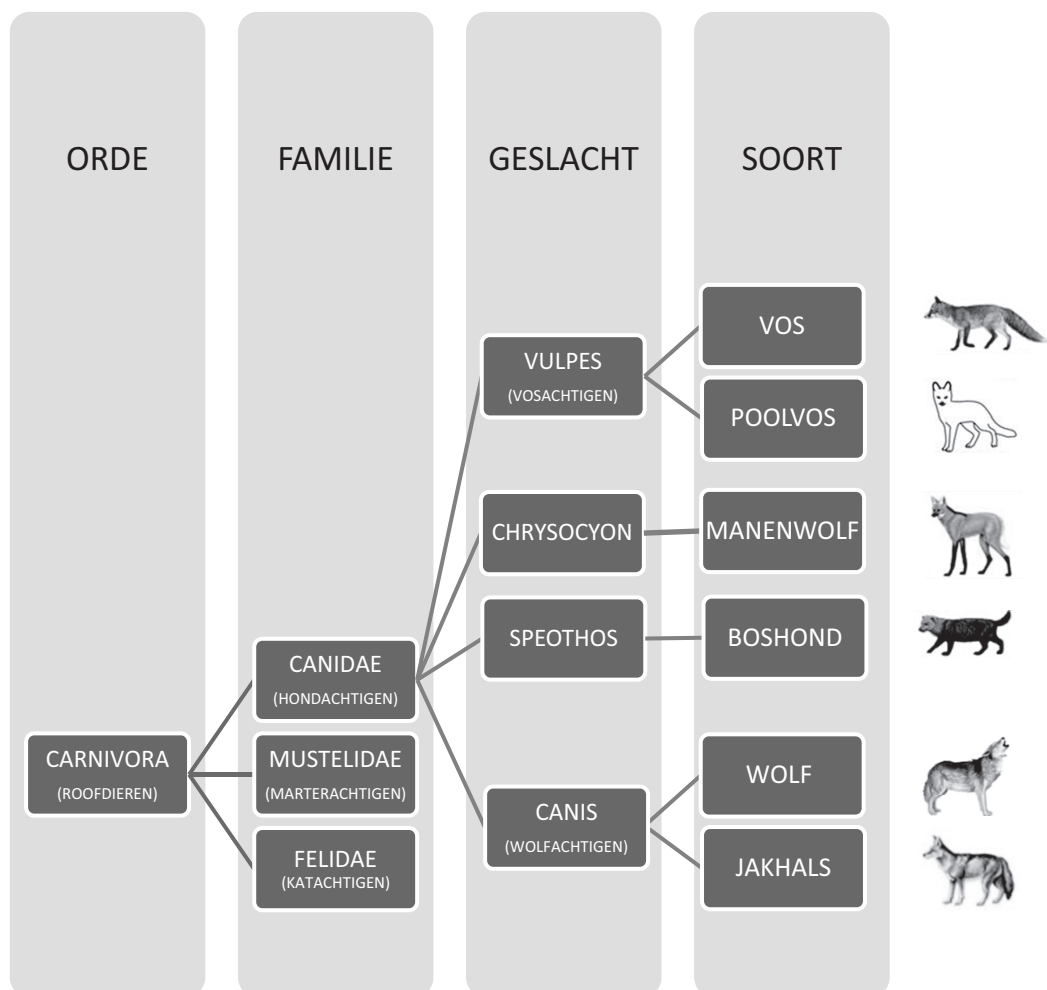 ORDE
FAMILIE
GESLACHT
SOORT
VOS
VULPES
(VOSACHTIGEN)
POOLVOS
CHRYSOCYON
MANENWOLF
SPEOTHOS
BOSHOND
CANIDAE
(HONDACHTIGEN)
CARNIVORA
(ROOFDIEREN)
MUSTELIDAE
(MARTERACHTIGEN)
WOLF
CANIS
(WOLFACHTIGEN)
FELIDAE
(KATACHTIGEN)
JAKHALS